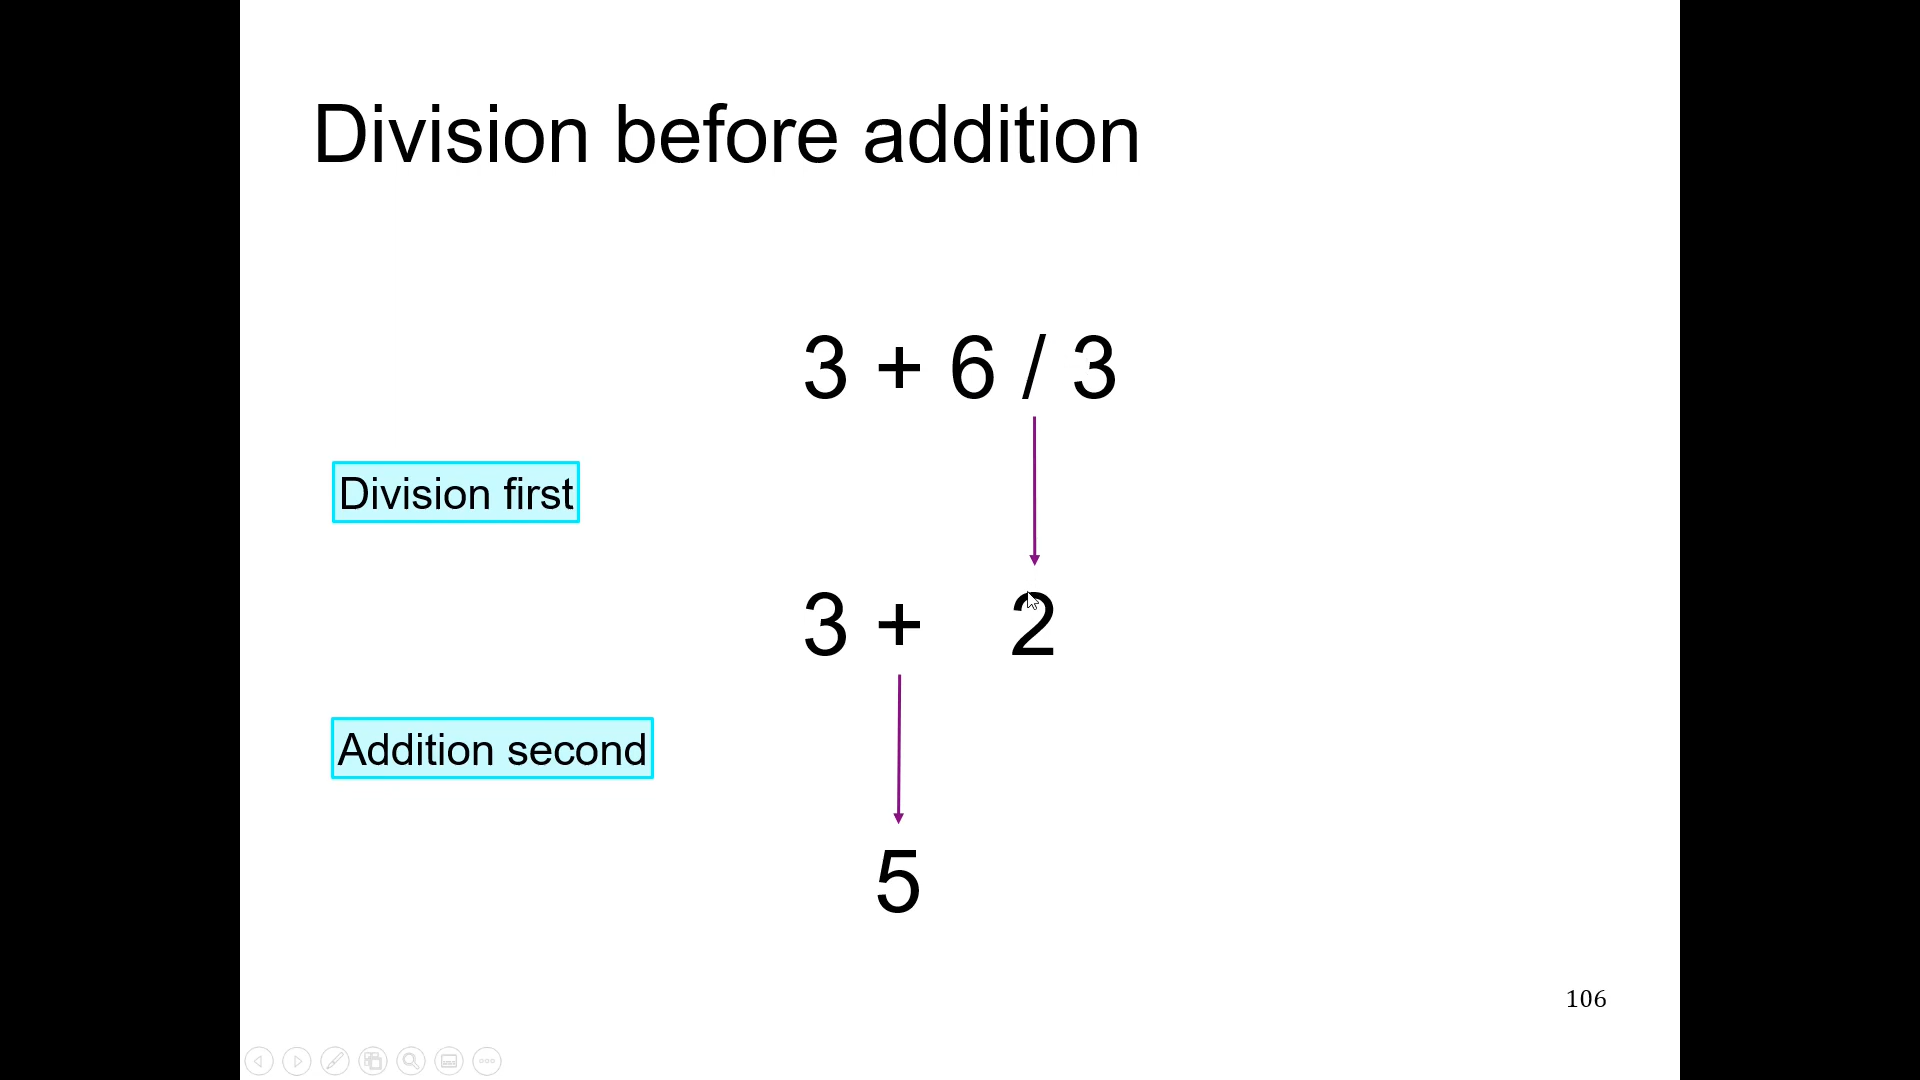 Division before addition
3 + 6 / 3
Division first
3 + 2
Addition second
5
106